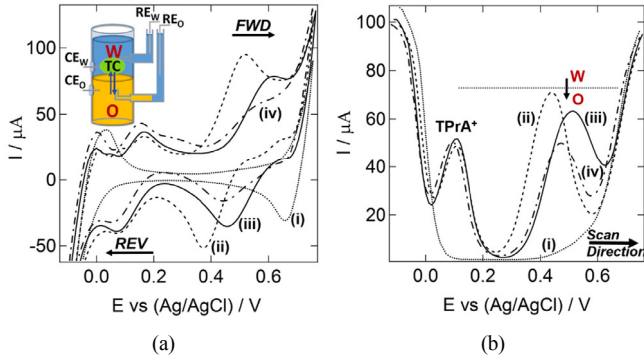 (a)
RE_W
RE_O
CE_W
CE_O
W
TC
O
FWD
100
50
0
-50
I / µA
(iv)
(i)
(iii)
(ii)
REV
0.0 0.2 0.4 0.6
E vs (Ag/AgCl) / V
(a)
(b)
100
80
60
40
20
I / µA
W
O
(ii)
(iii)
TPrA⁺
(iv)
(i)
Scan
Direction
0.0 0.2 0.4 0.6
E vs (Ag/AgCl) / V
(b)